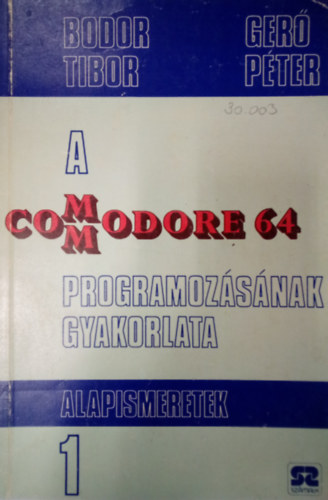 BODOR TIBOR
GERŐ PÉTER
30.003
A
COMMODORE 64
PROGRAMOZÁSÁNAK
GYAKORLATA
ALAPISMERETEK
1